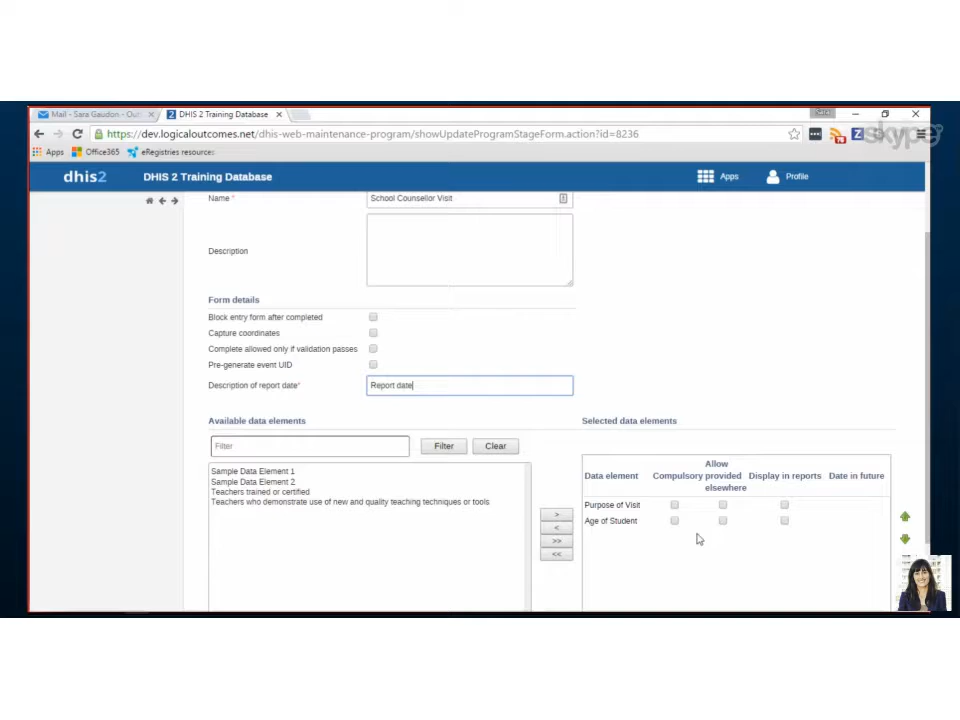 Mail - Sara Gaudon - Out
DHIS 2 Training Database
Sara
https://dev.logicaloutcomes.net/dhis-web-maintenance-program/showUpdateProgramStageForm.action?id=8236
skype
Apps Office365 eRegistries resources
dhis2 DHIS 2 Training Database Apps Profile
Name * School Counsellor Visit
Description
Form details
Block entry form after completed
Capture coordinates
Complete allowed only if validation passes
Pre-generate event UID
Description of report date* Report date
Available data elements Selected data elements
Filter Filter Clear
Data element Compulsory Allow provided elsewhere Display in reports Date in future
Sample Data Element 1
Sample Data Element 2
Teachers trained or certified
Teachers who demonstrate use of new and quality teaching techniques or tools
Purpose of Visit
Age of Student
>
<
>>
<<